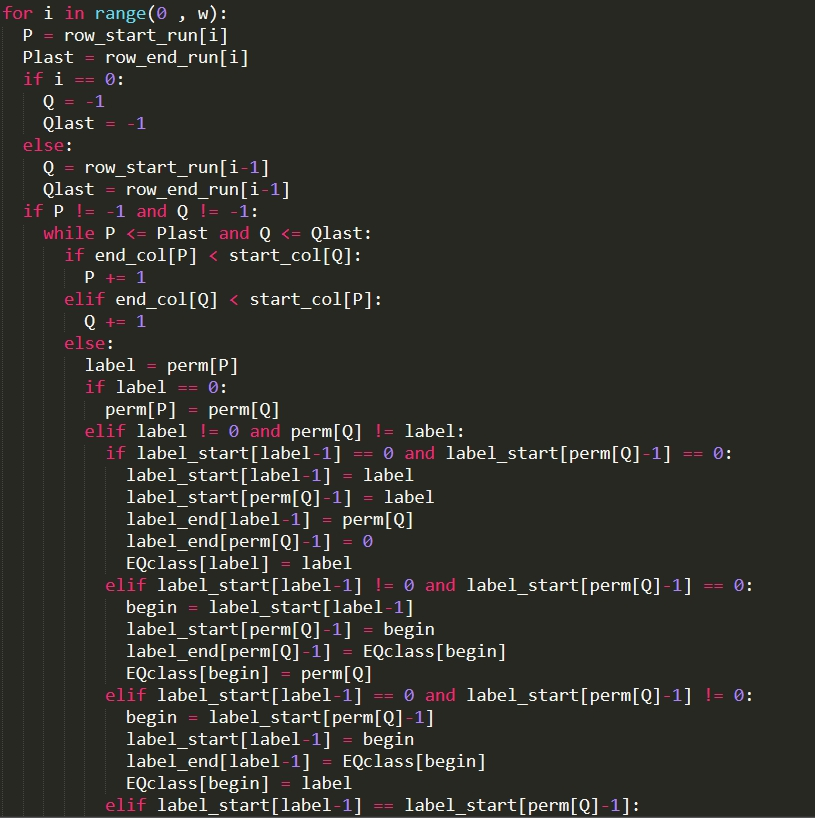 for i in range(0 , w):
  P = row_start_run[i]
  Plast = row_end_run[i]
  if i == 0:
    Q = -1
    Qlast = -1
  else:
    Q = row_start_run[i-1]
    Qlast = row_end_run[i-1]
  if P != -1 and Q != -1:
    while P <= Plast and Q <= Qlast:
      if end_col[P] < start_col[Q]:
        P += 1
      elif end_col[Q] < start_col[P]:
        Q += 1
      else:
        label = perm[P]
        if label == 0:
          perm[P] = perm[Q]
        elif label != 0 and perm[Q] != label:
          if label_start[label-1] == 0 and label_start[perm[Q]-1] == 0:
            label_start[label-1] = label
            label_start[perm[Q]-1] = label
            label_end[label-1] = perm[Q]
            label_end[perm[Q]-1] = 0
            EQclass[label] = label
          elif label_start[label-1] != 0 and label_start[perm[Q]-1] == 0:
            begin = label_start[label-1]
            label_start[perm[Q]-1] = begin
            label_end[perm[Q]-1] = EQclass[begin]
            EQclass[begin] = perm[Q]
          elif label_start[label-1] == 0 and label_start[perm[Q]-1] != 0:
            begin = label_start[perm[Q]-1]
            label_start[label-1] = begin
            label_end[label-1] = EQclass[begin]
            EQclass[begin] = label
          elif label_start[label-1] == label_start[perm[Q]-1]: